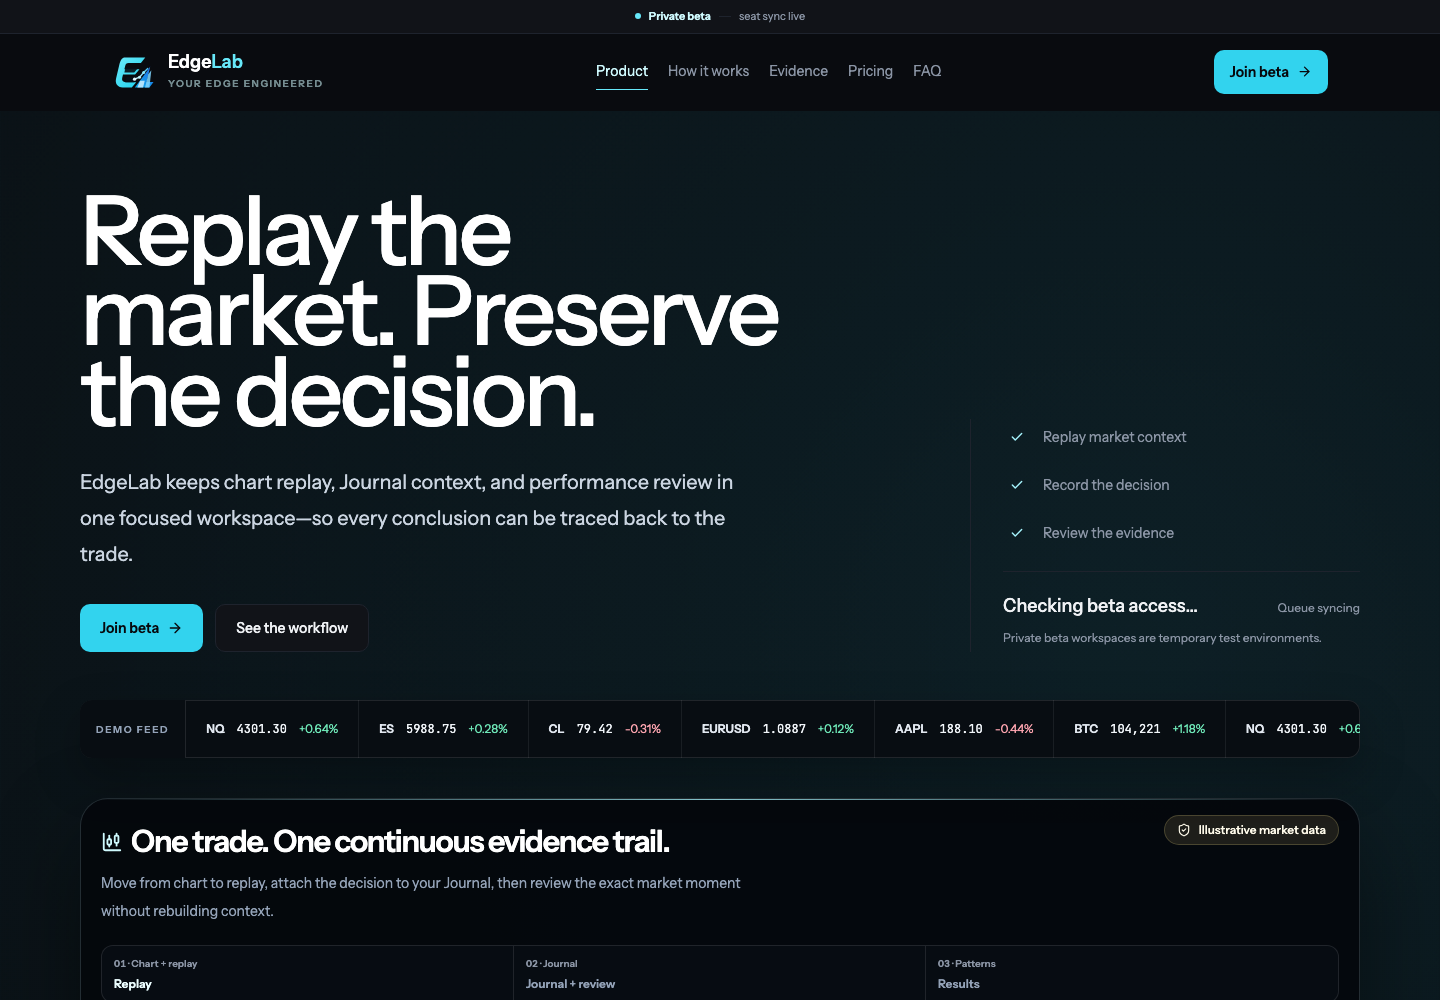 Private beta — seat sync live
EdgeLab
YOUR EDGE ENGINEERED
Product How it works Evidence Pricing FAQ
Join beta →
Replay the
market. Preserve
the decision.
EdgeLab keeps chart replay, Journal context, and performance review in
one focused workspace—so every conclusion can be traced back to the
trade.
Join beta → See the workflow
Replay market context
Record the decision
Review the evidence
Checking beta access... Queue syncing
Private beta workspaces are temporary test environments.
DEMO FEED NQ 4301.30 +0.64% ES 5988.75 +0.28% CL 79.42 -0.31% EURUSD 1.0887 +0.12% AAPL 188.10 -0.44% BTC 104,221 +1.18% NQ 4301.30 +0.6
One trade. One continuous evidence trail.
Illustrative market data
Move from chart to replay, attach the decision to your Journal, then review the exact market moment
without rebuilding context.
01 · Chart + replay
Replay
02 · Journal
Journal + review
03 · Patterns
Results